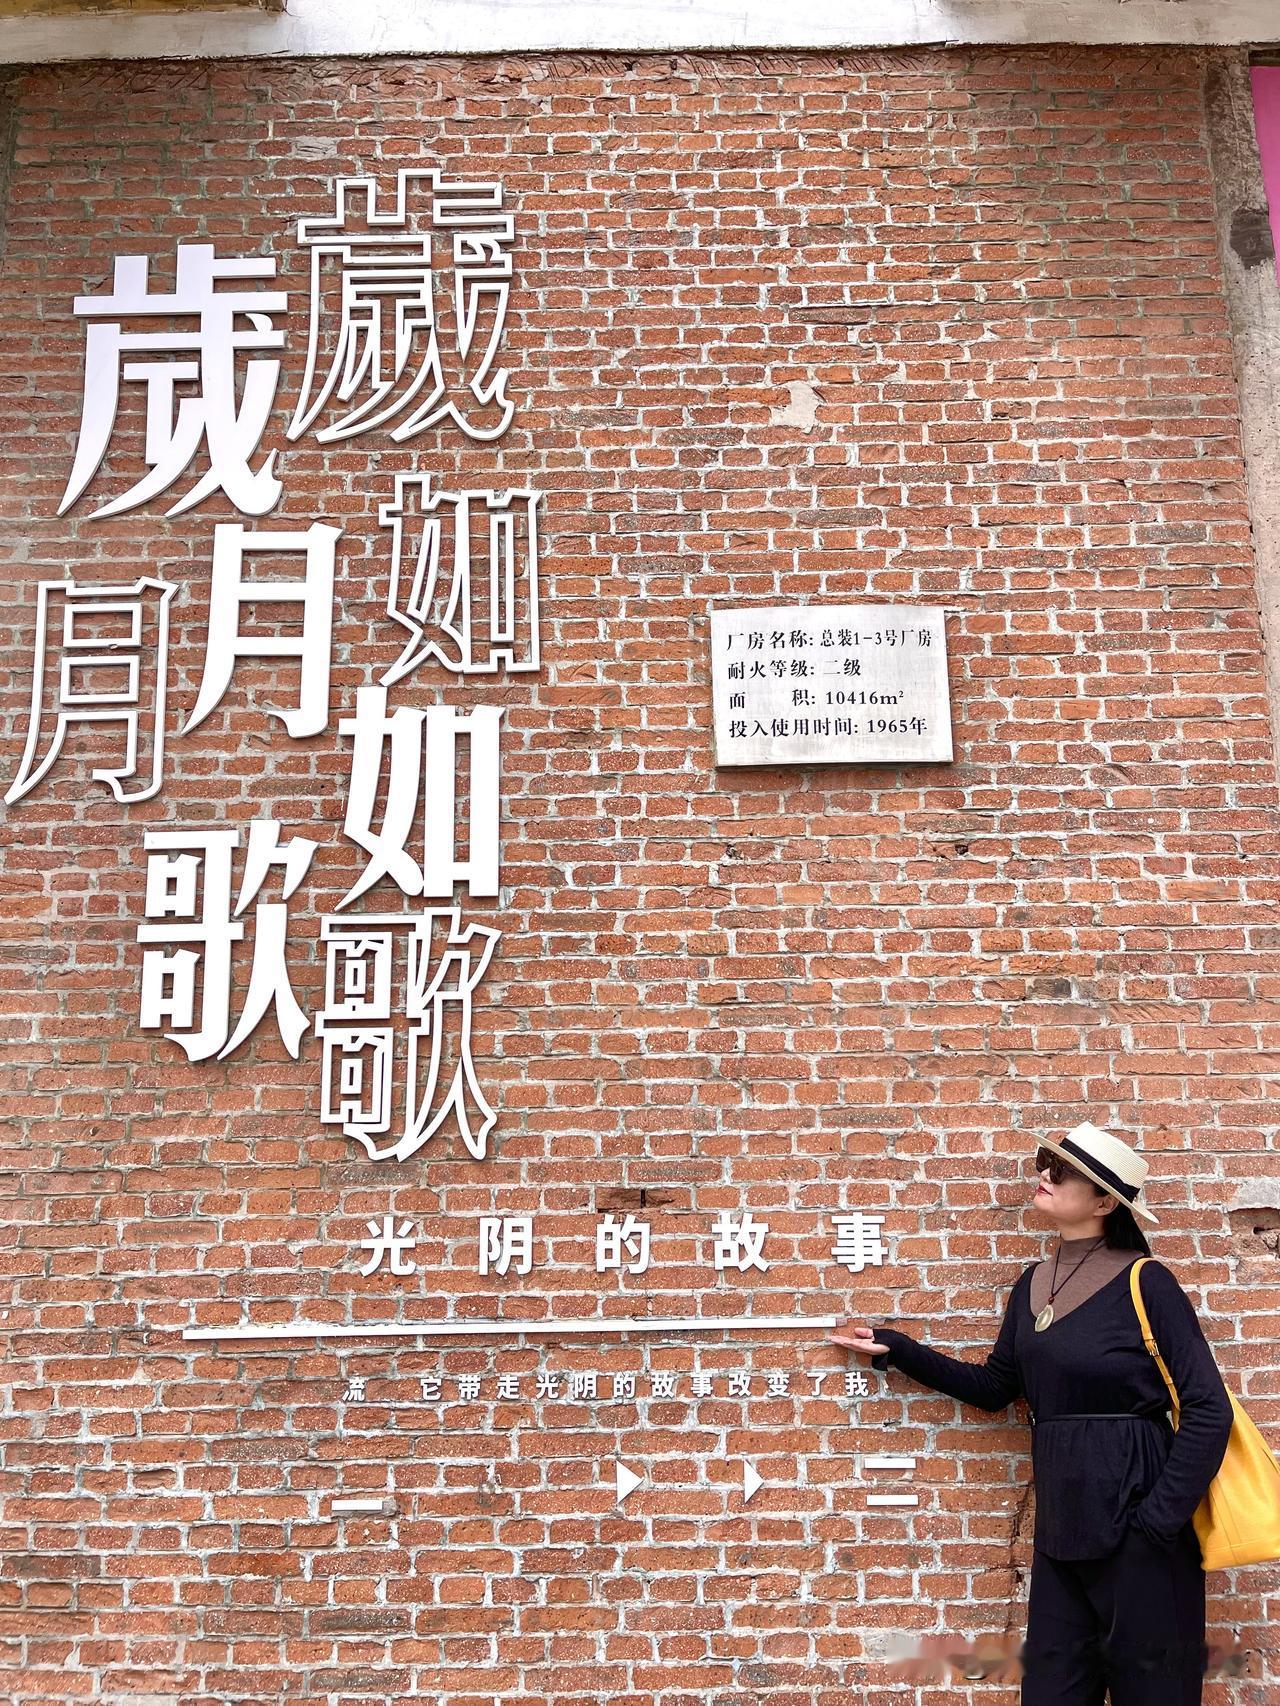 歲月如歌
歲月如歌
厂房名称: 总装1-3号厂房
耐火等级: 二级
面 积: 10416m²
投入使用时间: 1965年
光阴的故事
流 它带走光阴的故事改变了我